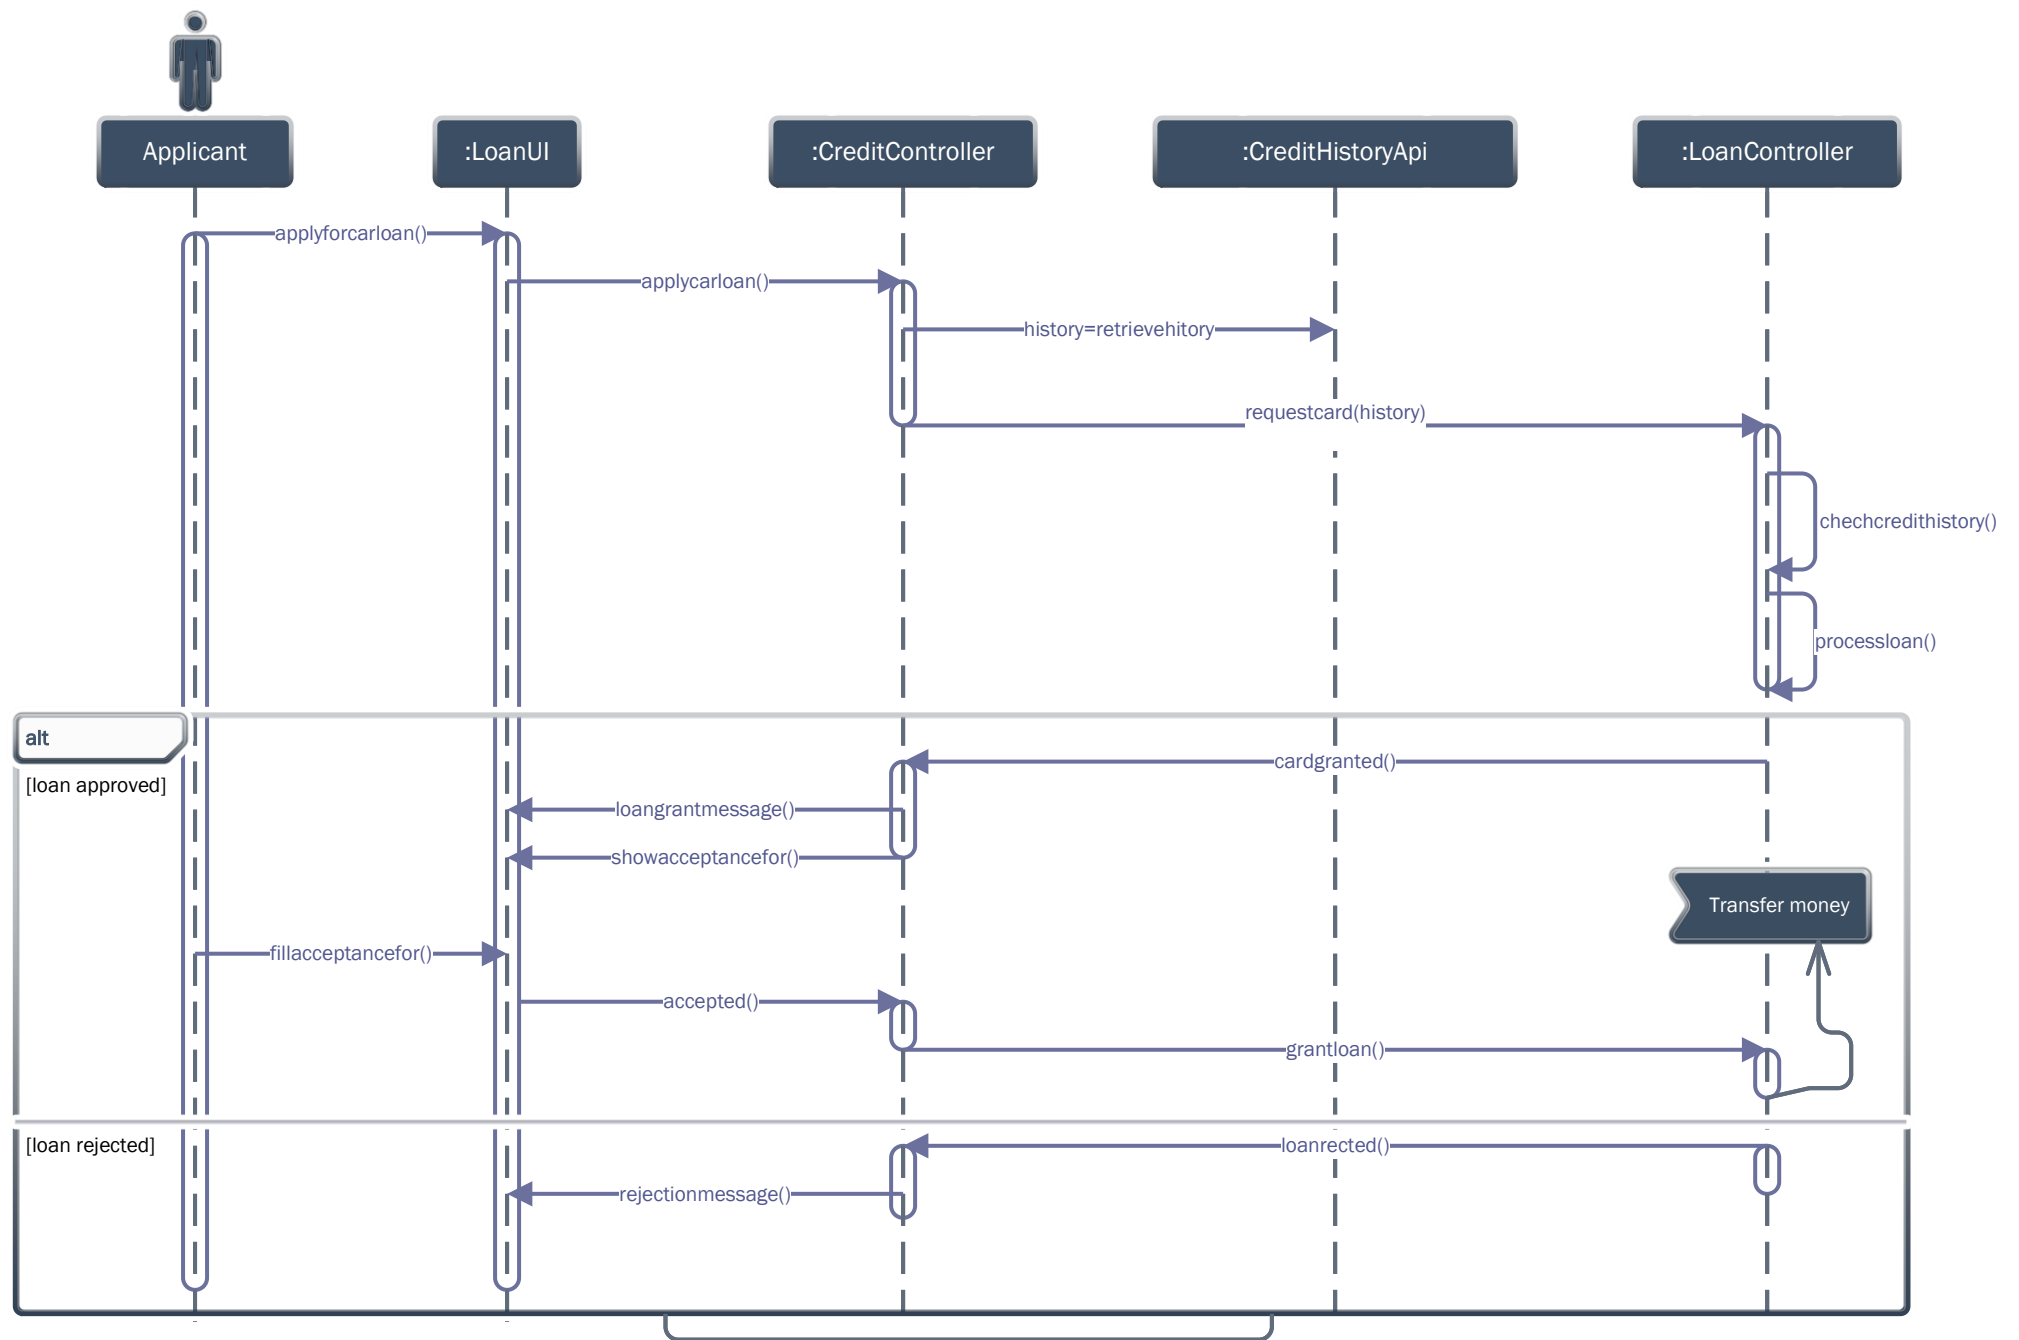 Applicant
:LoanUI
:CreditController
:CreditHistoryApi
:LoanController
applyforcarloan()
applycarloan()
history=retrievehitory
requestcard(history)
chechcredithistory()
processloan()
alt
[loan approved]
cardgranted()
loangrantmessage()
showacceptancefor()
Transfer money
fillacceptancefor()
accepted()
grantloan()
[loan rejected]
loanrected()
rejectionmessage()